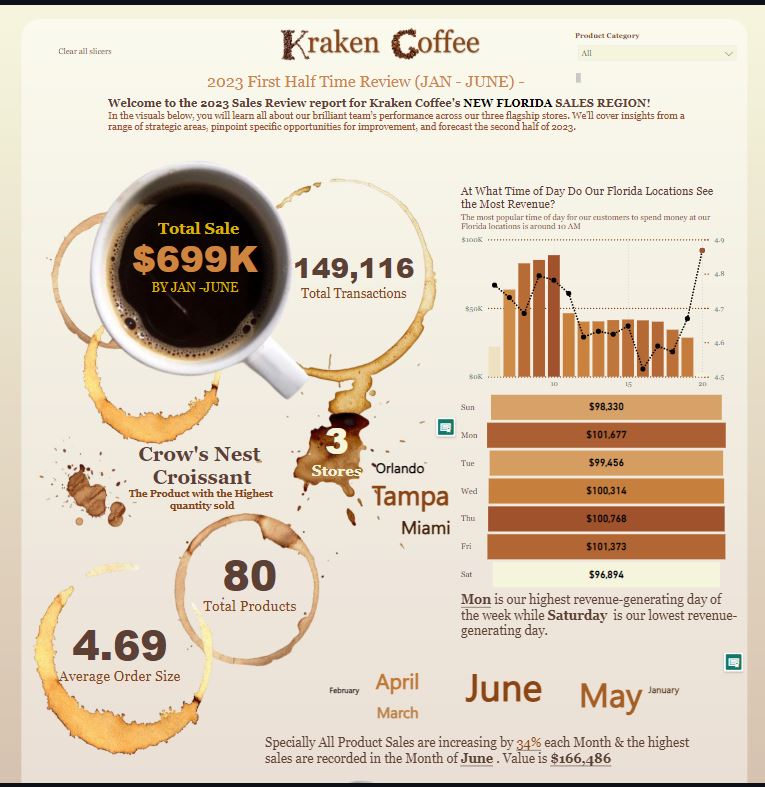 Kraken Coffee
Product Category
Clear all slicers
All
2023 First Half Time Review (JAN - JUNE) -
Welcome to the 2023 Sales Review report for Kraken Coffee's NEW FLORIDA SALES REGION!
In the visuals below, you will learn all about our brilliant team's performance across our three flagship stores. We'll cover insights from a
range of strategic areas, pinpoint specific opportunities for improvement, and forecast the second half of 2023.
Total Sale
$699K
BY JAN -JUNE
149,116
Total Transactions
At What Time of Day Do Our Florida Locations See
the Most Revenue?
The most popular time of day for our customers to spend money at our
Florida locations is around 10 AM
$100K
4.9
4.8
$50K
4.7
4.6
$0K
4.5
10
15
20
3
Stores
Orlando
Tampa
Miami
Crow's Nest
Croissant
The Product with the Highest
quantity sold
Sun $98,330
Mon $101,677
Tue $99,456
Wed $100,314
Thu $100,768
Fri $101,373
Sat $96,894
80
Total Products
4.69
Average Order Size
Mon is our highest revenue-generating day of
the week while Saturday is our lowest revenue-
generating day.
February
April
March
June
May
January
Specially All Product Sales are increasing by 34% each Month & the highest
sales are recorded in the Month of June . Value is $166,486